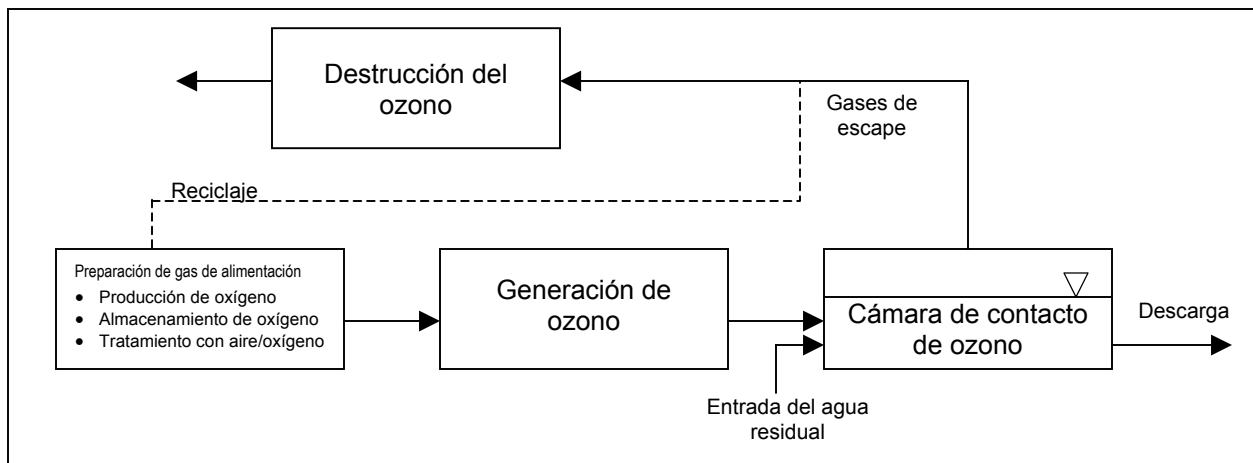 Destrucción del
ozono
Gases de
escape
Reciclaje
Preparación de gas de alimentación
• Producción de oxígeno
• Almacenamiento de oxígeno
• Tratamiento con aire/oxígeno
Generación de
ozono
Cámara de contacto
de ozono
Descarga
Entrada del agua
residual